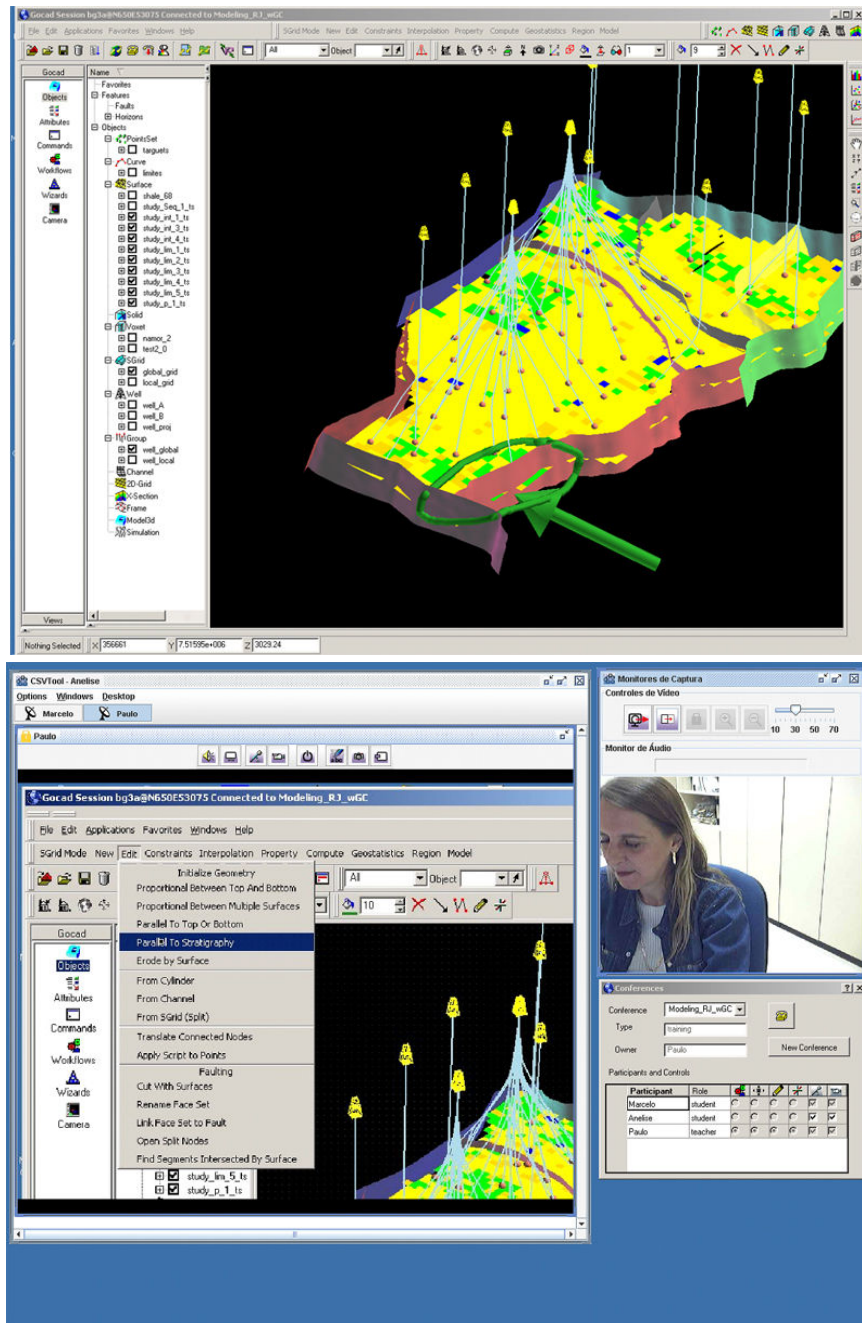 Gocad Session bg3a@N650E53075 Connected to Modeling_RJ_wGC
File Edit Applications Favorites Windows Help
SGrid Mode New Edit Constraints Interpolation Property Compute Geostatistics Region Model
All
Object
1
9
Gocad
Objects
Attributes
Commands
Workflows
Wizards
Camera
Views
Name
Favorites
Features
Faults
Horizons
Objects
PointsSet
targuets
Curve
limites
Surface
shale_68
study_Seq_1_ts
study_int_1_ts
study_int_3_ts
study_int_4_ts
study_lim_1_ts
study_lim_2_ts
study_lim_3_ts
study_lim_4_ts
study_lim_5_ts
study_p_1_ts
Solid
Voxet
namor_2
test2_0
SGrid
global_grid
local_grid
Well
well_A
well_B
well_proj
Group
well_global
well_local
Channel
2D-Grid
X-Section
Frame
Model3d
Simulation
Nothing Selected X 356661 Y 7.51595e+006 Z 3029.24
CSVTool - Anelise
Options Windows Desktop
Marcelo Paulo
Paulo
Gocad Session bg3a@N650E53075 Connected to Modeling_RJ_wGC
File Edit Applications Favorites Windows Help
SGrid Mode New Edit Constraints Interpolation Property Compute Geostatistics Region Model
All
Object
10
Gocad
Objects
Attributes
Commands
Workflows
Wizards
Camera
Initialize Geometry
Proportional Between Top And Bottom
Proportional Between Multiple Surfaces
Parallel To Top Or Bottom
Parallel To Stratigraphy
Erode by Surface
From Cylinder
From Channel
From SGrid (Split)
Translate Connected Nodes
Apply Script to Points
Faulting
Cut With Surfaces
Rename Face Set
Link Face Set to Fault
Open Split Nodes
Find Segments Intersected By Surface
study_lim_5_ts
study_p_1_ts
Monitores de Captura
Controles de Vídeo
10 30 50 70
Monitor de Áudio
Conferences
Conference Modeling_RJ_wGC
Type training
Owner Paulo
New Conference
Participants and Controls
Participant Role
Marcelo student
Anelise student
Paulo teacher